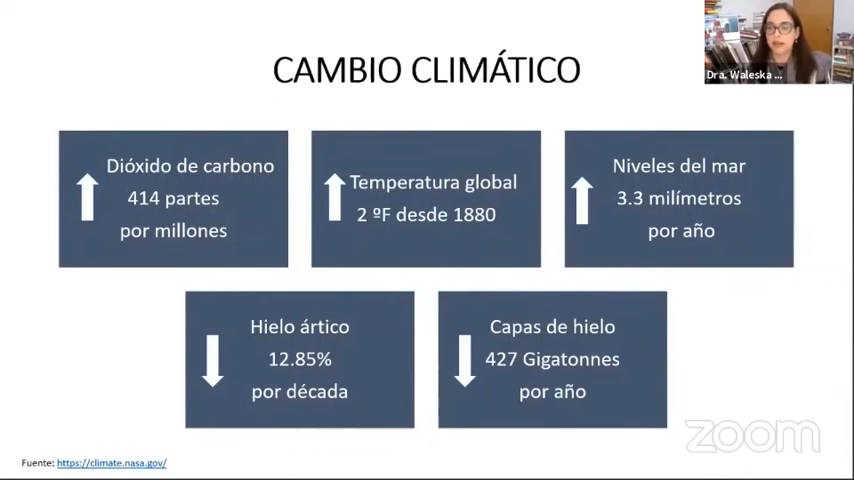 Dra. Waleska ...
CAMBIO CLIMÁTICO
Dióxido de carbono
414 partes
por millones
Temperatura global
2 ºF desde 1880
Niveles del mar
3.3 milímetros
por año
Hielo ártico
12.85%
por década
Capas de hielo
427 Gigatonnes
por año
zoom
Fuente: https://climate.nasa.gov/